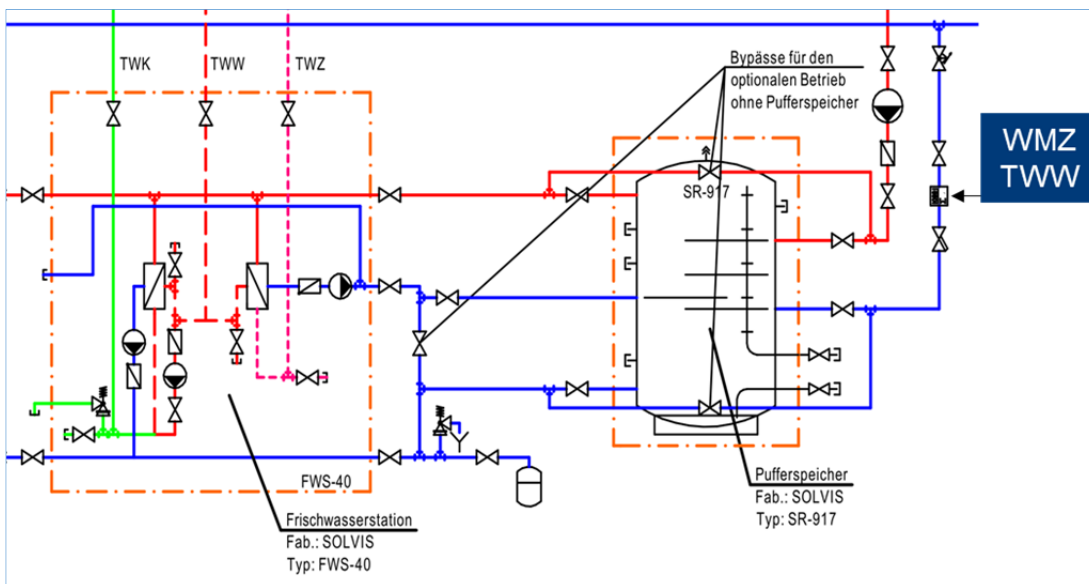 TWK
TWW
TWZ
Bypässe für den
optionalen Betrieb
ohne Pufferspeicher
WMZ
TWW
SR-917
FWS-40
Frischwasserstation
Fab.: SOLVIS
Typ: FWS-40
Pufferspeicher
Fab.: SOLVIS
Typ: SR-917